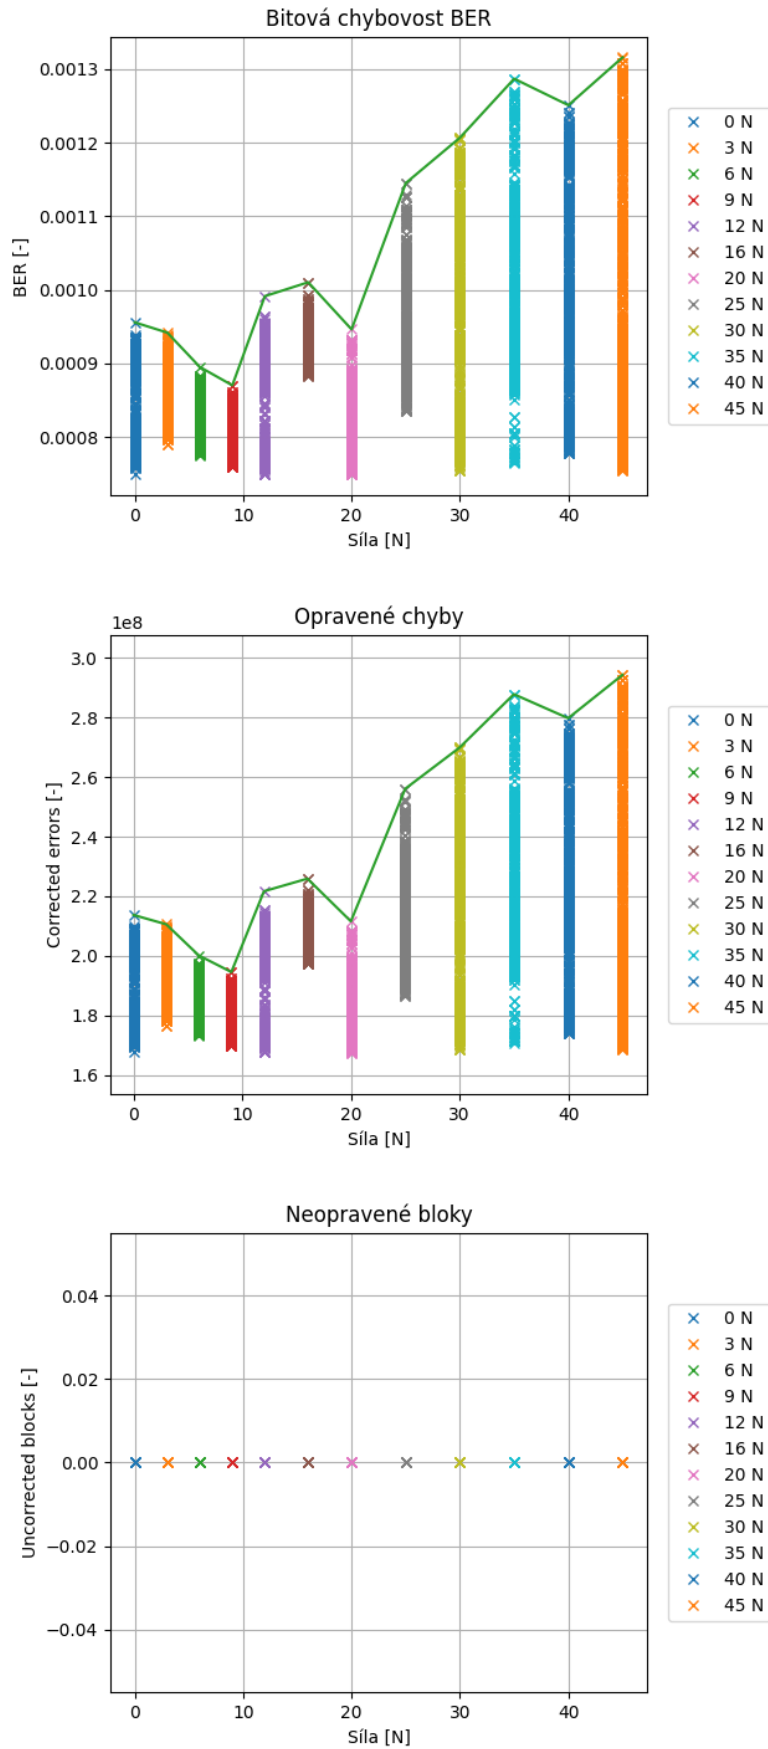 Bitová chybovost BER
0.0013
0.0012
0.0011
0.0010
0.0009
0.0008
BER [-]
0 10 20 30 40
Síla [N]
0 N
3 N
6 N
9 N
12 N
16 N
20 N
25 N
30 N
35 N
40 N
45 N
Opravené chyby
1e8
3.0
2.8
2.6
2.4
2.2
2.0
1.8
1.6
Corrected errors [-]
0 10 20 30 40
Síla [N]
0 N
3 N
6 N
9 N
12 N
16 N
20 N
25 N
30 N
35 N
40 N
45 N
Neopravené bloky
0.04
0.02
0.00
−0.02
−0.04
Uncorrected blocks [-]
0 10 20 30 40
Síla [N]
0 N
3 N
6 N
9 N
12 N
16 N
20 N
25 N
30 N
35 N
40 N
45 N